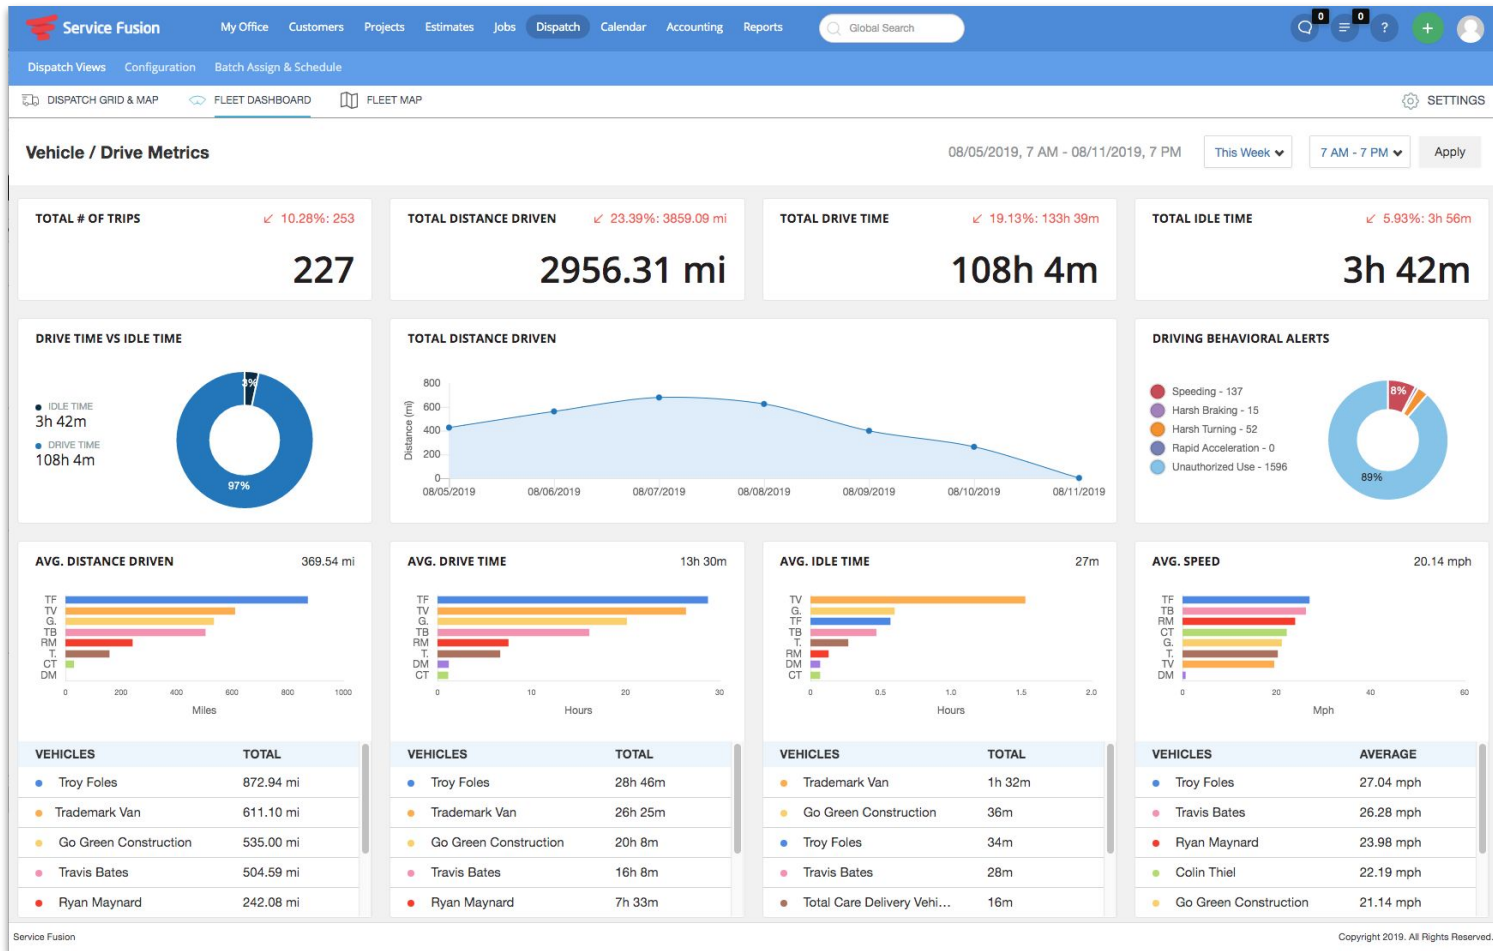 Service Fusion
My Office Customers Projects Estimates Jobs Dispatch Calendar Accounting Reports Global Search 0 0 ? +
Dispatch Views Configuration Batch Assign & Schedule
DISPATCH GRID & MAP FLEET DASHBOARD FLEET MAP SETTINGS
Vehicle / Drive Metrics 08/05/2019, 7 AM - 08/11/2019, 7 PM This Week 7 AM - 7 PM Apply
TOTAL # OF TRIPS ↙ 10.28%: 253
227
TOTAL DISTANCE DRIVEN ↙ 23.39%: 3859.09 mi
2956.31 mi
TOTAL DRIVE TIME ↙ 19.13%: 133h 39m
108h 4m
TOTAL IDLE TIME ↙ 5.93%: 3h 56m
3h 42m
DRIVE TIME VS IDLE TIME
IDLE TIME
3h 42m
DRIVE TIME
108h 4m
3%
97%
TOTAL DISTANCE DRIVEN
Distance (mi)
800
600
400
200
0
08/05/2019 08/06/2019 08/07/2019 08/08/2019 08/09/2019 08/10/2019 08/11/2019
DRIVING BEHAVIORAL ALERTS
Speeding - 137
Harsh Braking - 15
Harsh Turning - 52
Rapid Acceleration - 0
Unauthorized Use - 1596
8%
89%
AVG. DISTANCE DRIVEN 369.54 mi
TF
TV
G.
TB
RM
T.
CT
DM
0 200 400 600 800 1000
Miles
VEHICLES TOTAL
Troy Foles 872.94 mi
Trademark Van 611.10 mi
Go Green Construction 535.00 mi
Travis Bates 504.59 mi
Ryan Maynard 242.08 mi
AVG. DRIVE TIME 13h 30m
TF
TV
G.
TB
RM
T.
DM
CT
0 10 20 30
Hours
VEHICLES TOTAL
Troy Foles 28h 46m
Trademark Van 26h 25m
Go Green Construction 20h 8m
Travis Bates 16h 8m
Ryan Maynard 7h 33m
AVG. IDLE TIME 27m
TV
G.
TF
TB
T.
RM
DM
CT
0 0.5 1.0 1.5 2.0
Hours
VEHICLES TOTAL
Trademark Van 1h 32m
Go Green Construction 36m
Troy Foles 34m
Travis Bates 28m
Total Care Delivery Vehi... 16m
AVG. SPEED 20.14 mph
TF
TB
RM
CT
G.
T.
TV
DM
0 20 40 60
Mph
VEHICLES AVERAGE
Troy Foles 27.04 mph
Travis Bates 26.28 mph
Ryan Maynard 23.98 mph
Colin Thiel 22.19 mph
Go Green Construction 21.14 mph
Service Fusion Copyright 2019. All Rights Reserved.